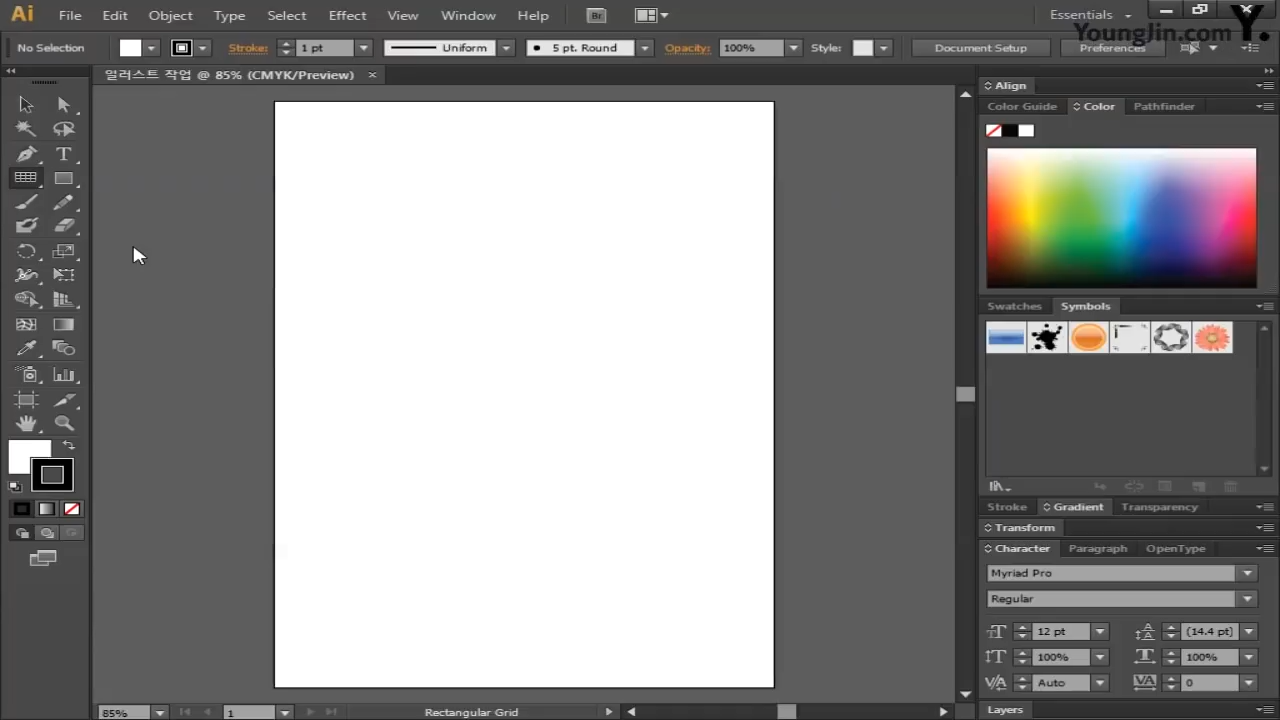 Ai File Edit Object Type Select Effect View Window Help Br Essentials
YoungJin.com Y.
No Selection Stroke: 1 pt Uniform 5 pt. Round Opacity: 100% Style: Document Setup Preferences
일러스트 작업 @ 85% (CMYK/Preview)
Align
Color Guide Color Pathfinder
Swatches Symbols
Stroke Gradient Transparency
Transform
Character Paragraph OpenType
Myriad Pro
Regular
12 pt (14.4 pt)
100% 100%
Auto 0
Layers
85% 1 Rectangular Grid